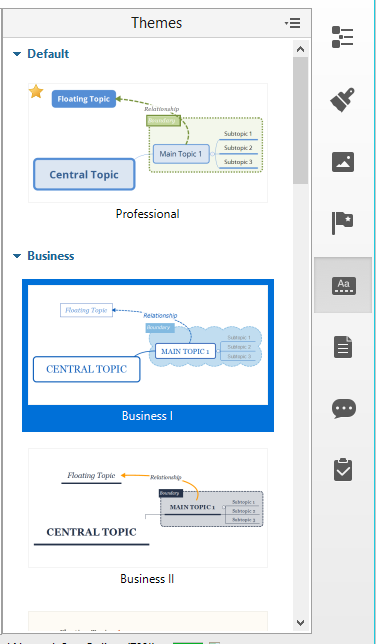 Themes
Default
Floating Topic
Relationship
Boundary
Subtopic 1
Main Topic 1
Subtopic 2
Subtopic 3
Central Topic
Professional
Business
Floating Topic
Relationship
Boundary
Subtopic 1
MAIN TOPIC 1
Subtopic 2
Subtopic 3
CENTRAL TOPIC
Business I
Floating Topic
Relationship
Boundary
Subtopic 1
MAIN TOPIC 1
Subtopic 2
Subtopic 3
CENTRAL TOPIC
Business II
Aa